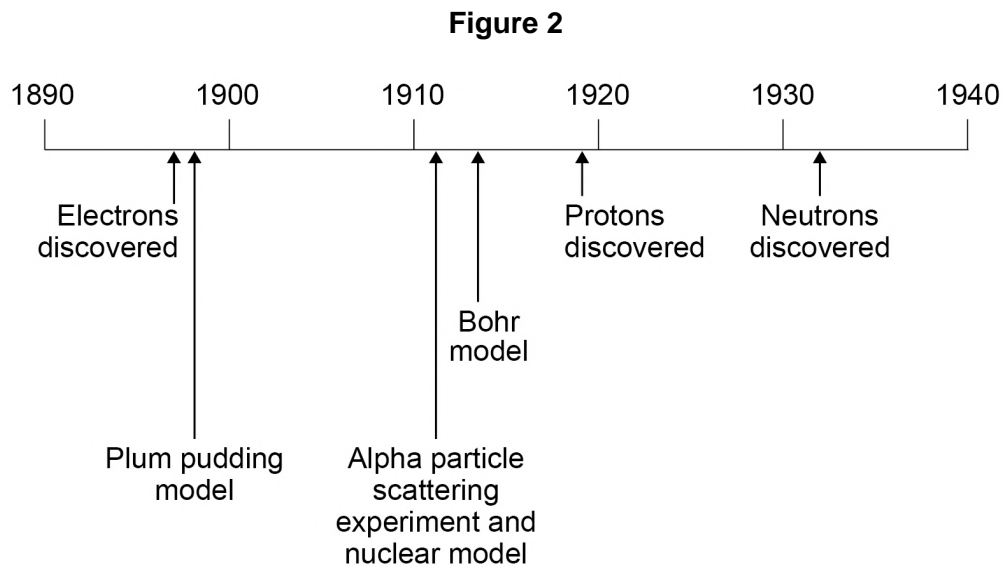 Figure 2
1890 1900 1910 1920 1930 1940
Electrons
discovered
Protons
discovered
Neutrons
discovered
Bohr
model
Plum pudding
model
Alpha particle
scattering
experiment and
nuclear model